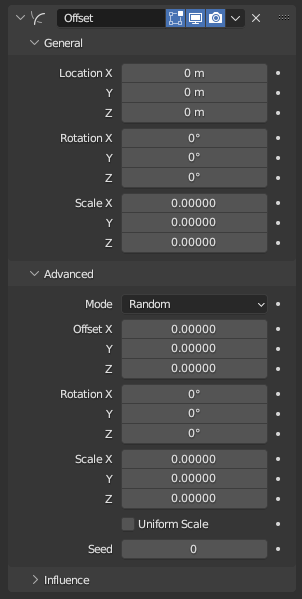 Offset
General
Location X 0 m
Y 0 m
Z 0 m
Rotation X 0°
Y 0°
Z 0°
Scale X 0.00000
Y 0.00000
Z 0.00000
Advanced
Mode Random
Offset X 0.00000
Y 0.00000
Z 0.00000
Rotation X 0°
Y 0°
Z 0°
Scale X 0.00000
Y 0.00000
Z 0.00000
Uniform Scale
Seed 0
Influence